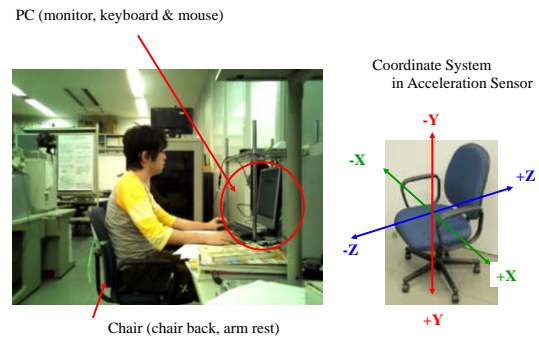 PC (monitor, keyboard & mouse)
Coordinate System
in Acceleration Sensor
-Y
-X
+Z
-Z
+X
+Y
Chair (chair back, arm rest)